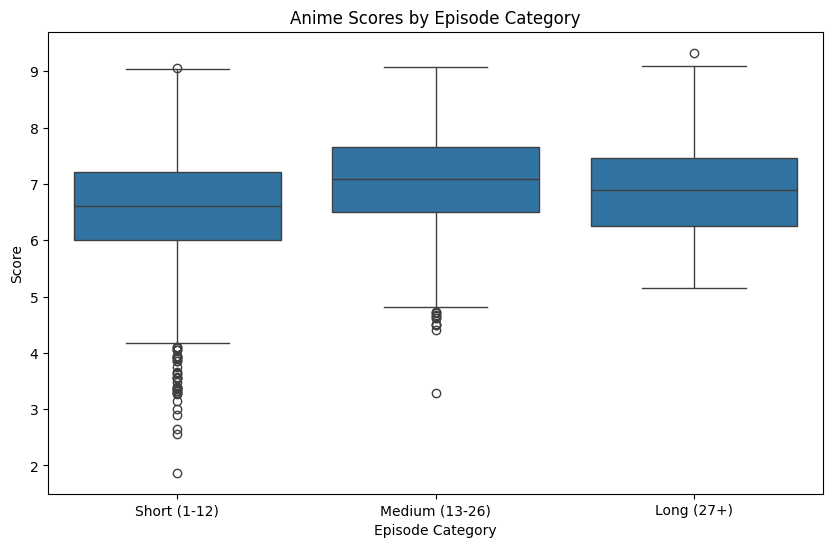 Anime Scores by Episode Category
Score
9
8
7
6
5
4
3
2
Short (1-12)
Medium (13-26)
Long (27+)
Episode Category